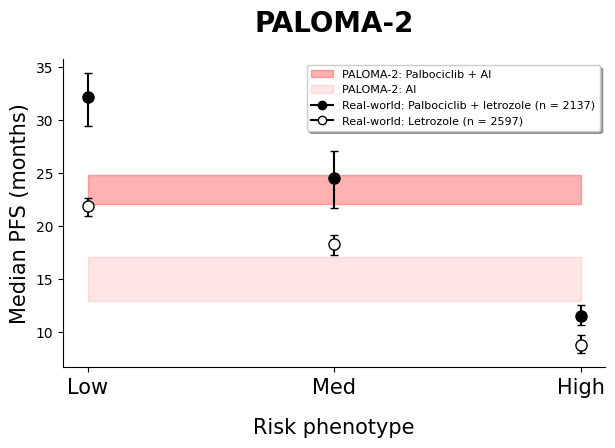 PALOMA-2
PALOMA-2: Palbociclib + AI
PALOMA-2: AI
Real-world: Palbociclib + letrozole (n = 2137)
Real-world: Letrozole (n = 2597)
Median PFS (months)
35
30
25
20
15
10
Low Med High
Risk phenotype